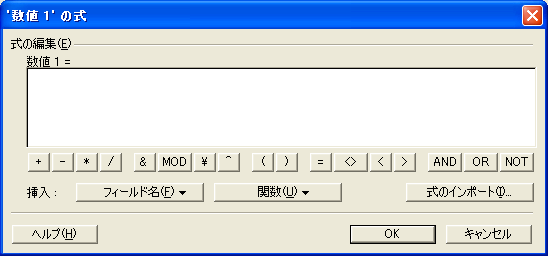 '数値 1' の式
式の編集(E)
数値 1 =
+ - * / & MOD ¥ ^ ( ) = <> < > AND OR NOT
挿入: フィールド名(F) 関数(U) 式のインポート(I)...
ヘルプ(H) OK キャンセル